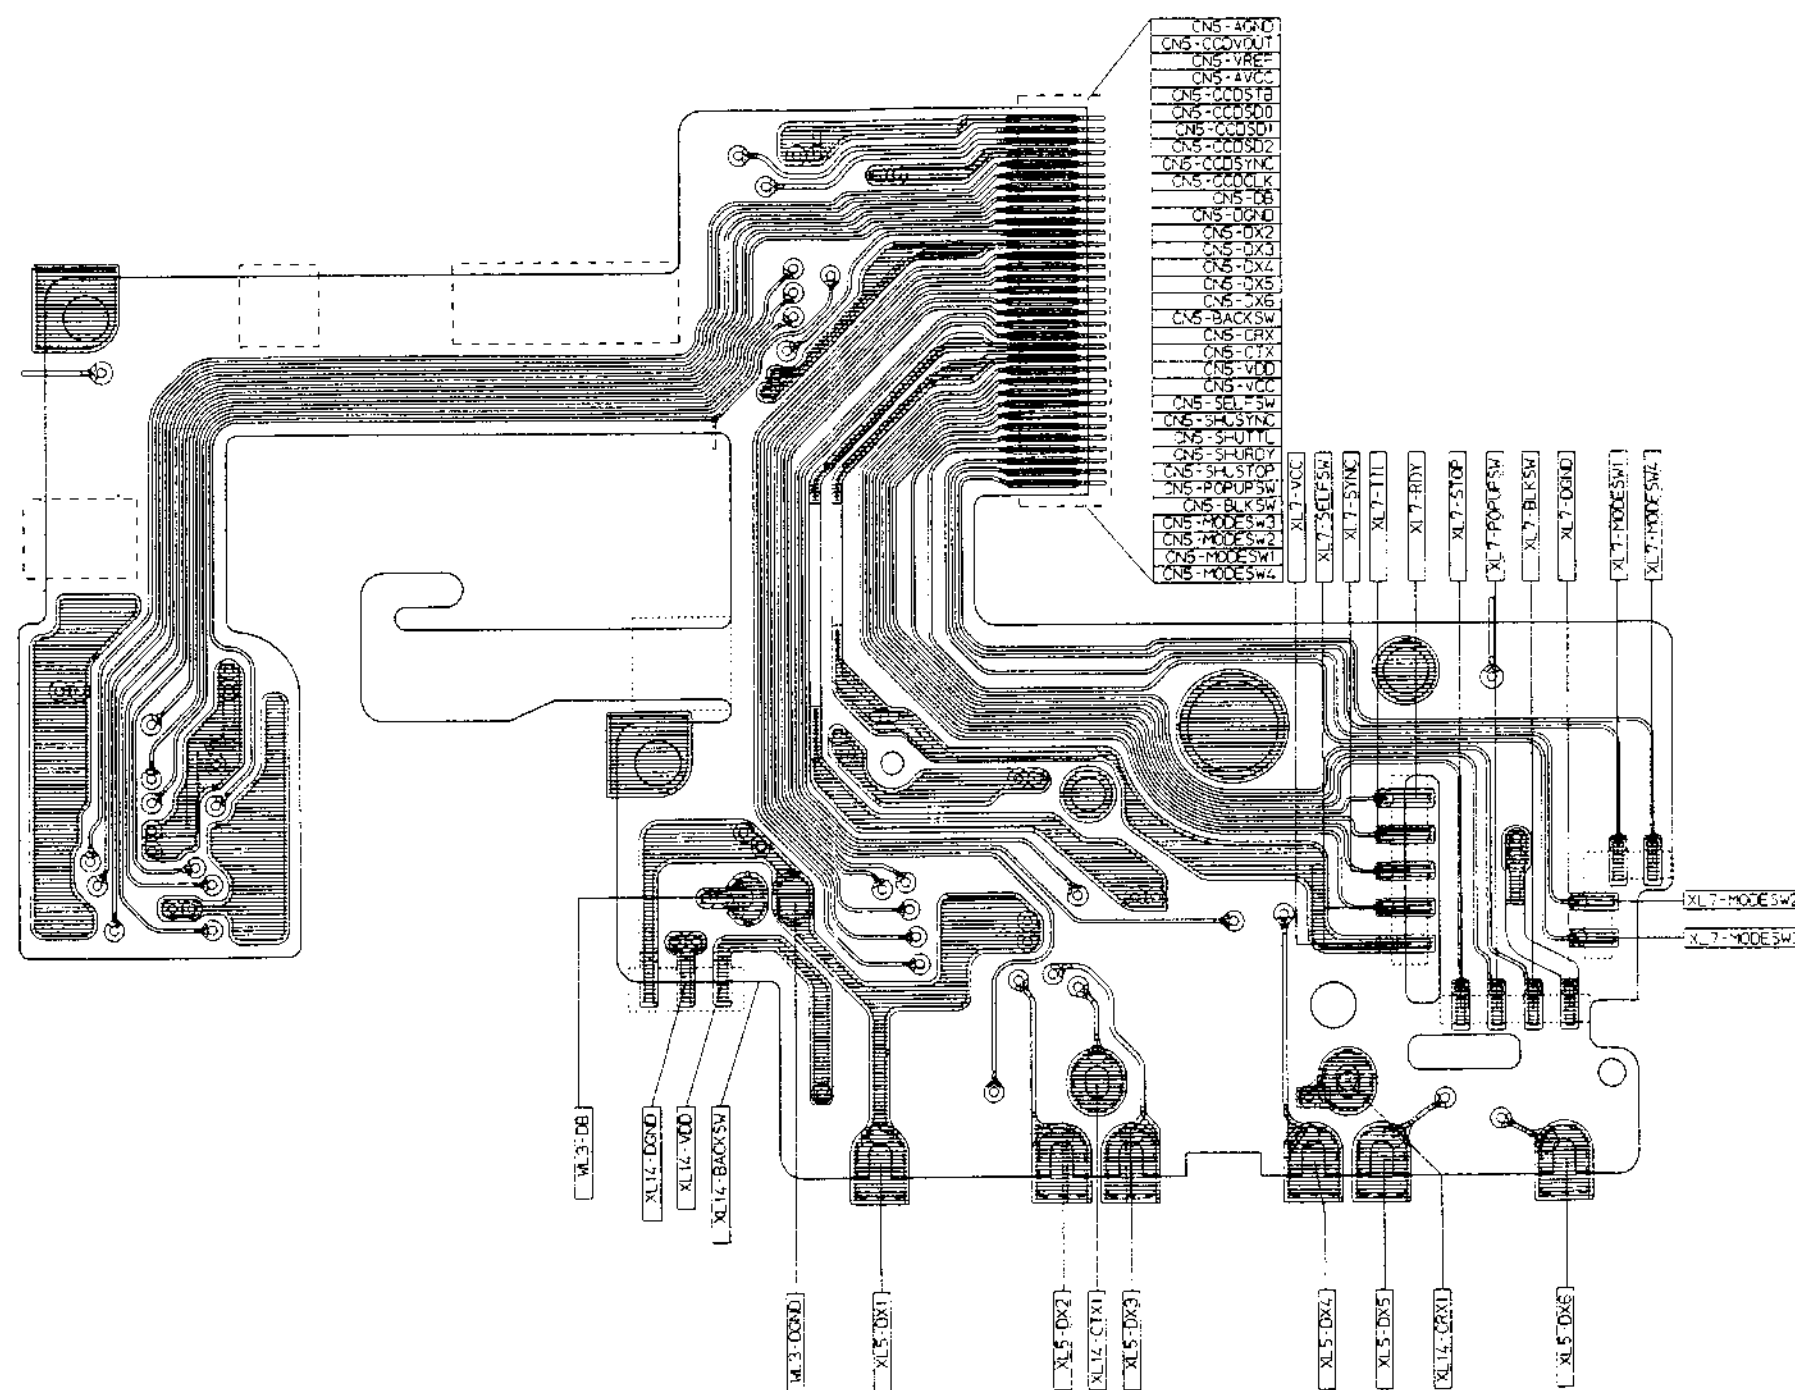 CN5-AGND
CN5-CCDVOUT
CN5-VREF
CN5-AVCC
CN5-CCDSTB
CN5-CCDSD0
CN5-CCDSD1
CN5-CCDSD2
CN5-CCDSYNC
CN5-CCDCLK
CN5-DB
CN5-DGND
CN5-DX2
CN5-DX3
CN5-DX4
CN5-DX5
CN5-DX6
CN5-BACKSW
CN5-CRX
CN5-CTX
CN5-VDD
CN5-VCC
CN5-SELFSW
CN5-SHUSYNC
CN5-SHUTTL
CN5-SHURDY
CN5-SHUSTOP
CN5-POPUPSW
CN5-BLKSW
CN5-MODESW3
CN5-MODESW2
CN5-MODESW1
CN5-MODESW4
XL7-VCC
XL7-SELFSW
XL7-SYNC
XL7-TTL
XL7-RDY
XL7-STOP
XL7-POPUPSW
XL7-BLKSW
XL7-DGND
XL7-MODESW1
XL7-MODESW4
XL7-MODESW2
XL7-MODESW3
WL3-DB
XL14-DGND
XL14-VDD
XL14-BACKSW
WL3-DGND
XL5-DX1
XL5-DX2
XL14-CTX1
XL5-DX3
XL5-DX4
XL5-DX5
XL14-CRX1
XL5-DX6